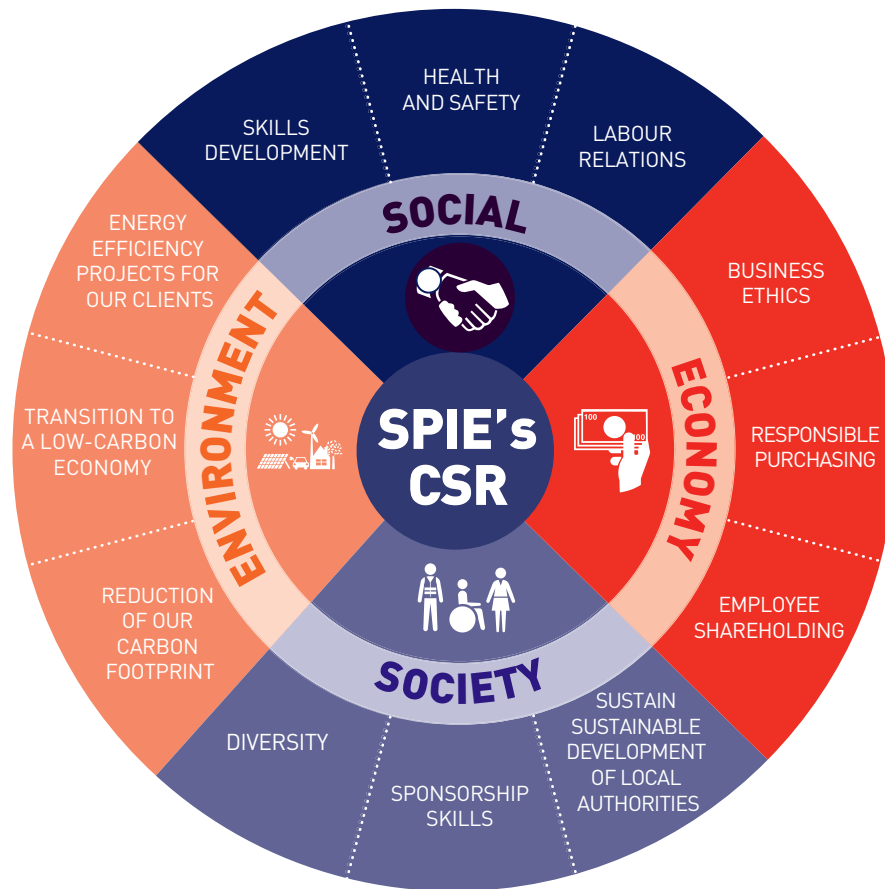 HEALTH
AND SAFETY
SKILLS
DEVELOPMENT
LABOUR
RELATIONS
SOCIAL
ENERGY
EFFICIENCY
PROJECTS FOR
OUR CLIENTS
TRANSITION TO
A LOW-CARBON
ECONOMY
REDUCTION
OF OUR
CARBON
FOOTPRINT
ENVIRONMENT
SPIE's
CSR
100
100
ECONOMY
BUSINESS
ETHICS
RESPONSIBLE
PURCHASING
EMPLOYEE
SHAREHOLDING
SOCIETY
DIVERSITY
SPONSORSHIP
SKILLS
SUSTAIN
SUSTAINABLE
DEVELOPMENT
OF LOCAL
AUTHORITIES